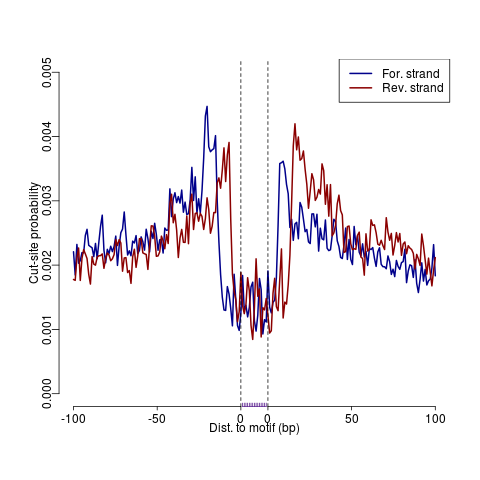 For. strand
Rev. strand
Cut-site probability
0.005
0.004
0.003
0.002
0.001
0.000
-100 -50 0 0 50 100
Dist. to motif (bp)